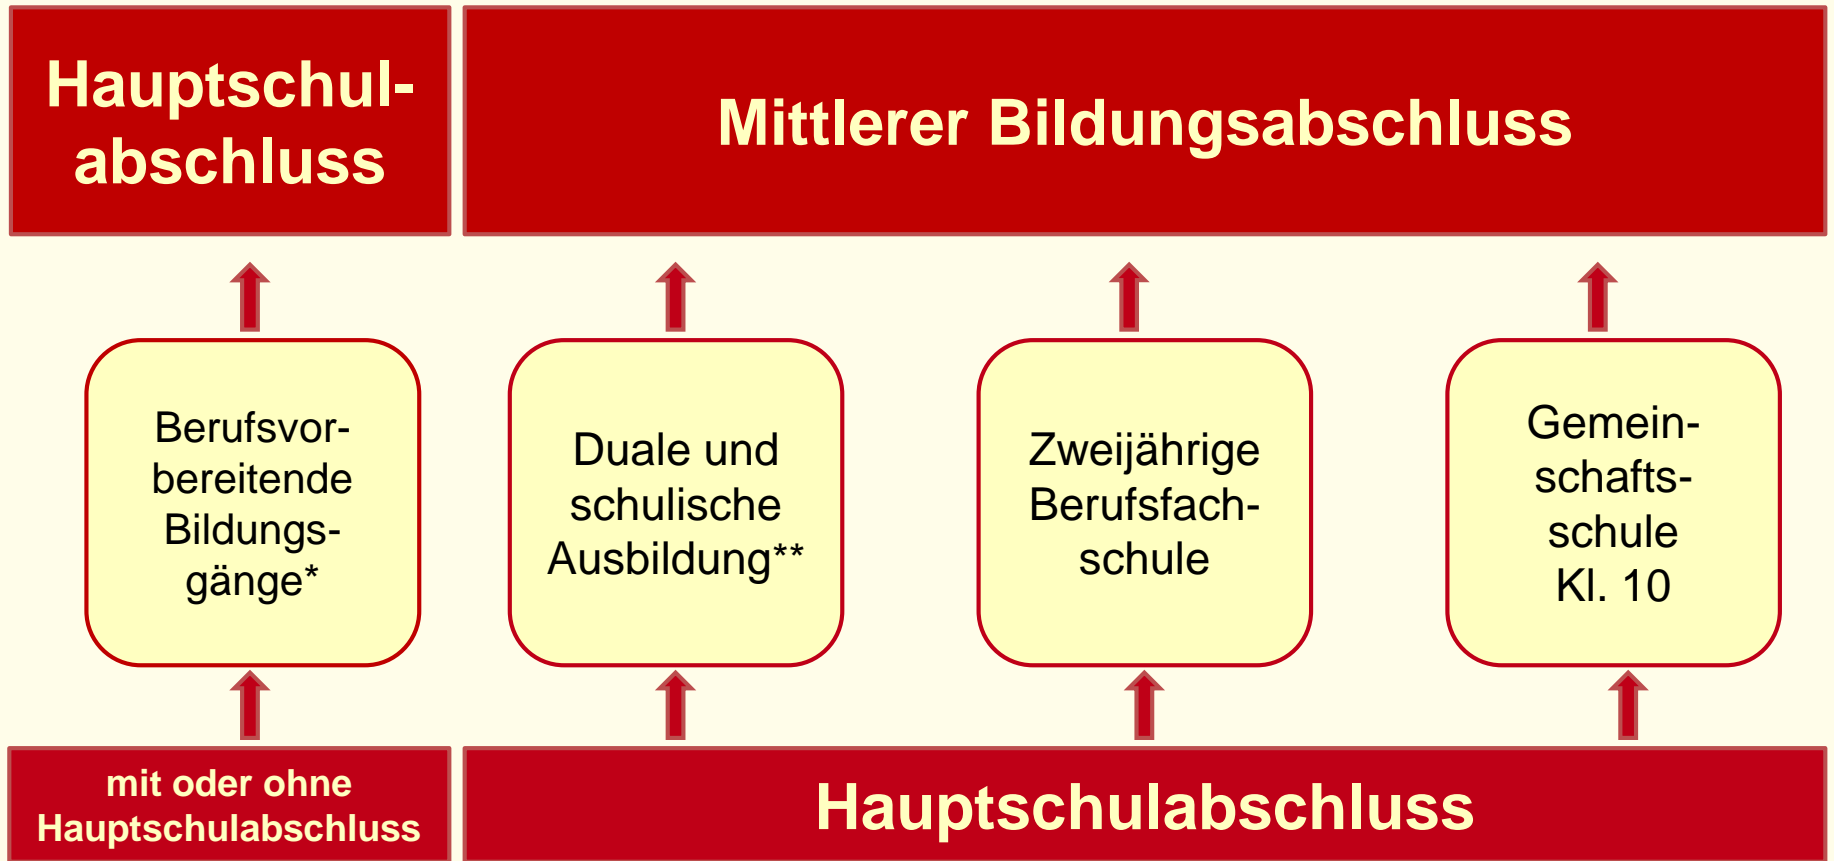 Hauptschul-
abschluss
Mittlerer Bildungsabschluss
Berufsvor-
bereitende
Bildungs-
gänge*
Duale und
schulische
Ausbildung**
Zweijährige
Berufsfach-
schule
Gemein-
schafts-
schule
Kl. 10
mit oder ohne
Hauptschulabschluss
Hauptschulabschluss